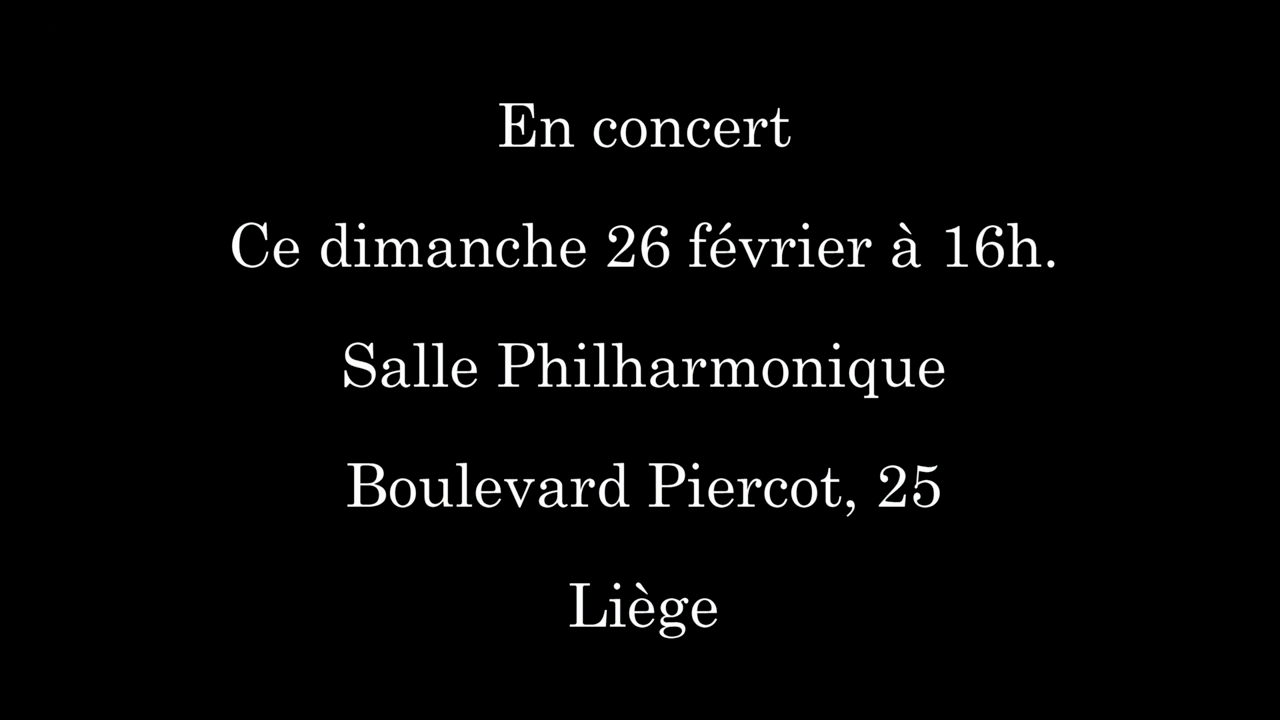 En concert
Ce dimanche 26 février à 16h.
Salle Philharmonique
Boulevard Piercot, 25
Liège